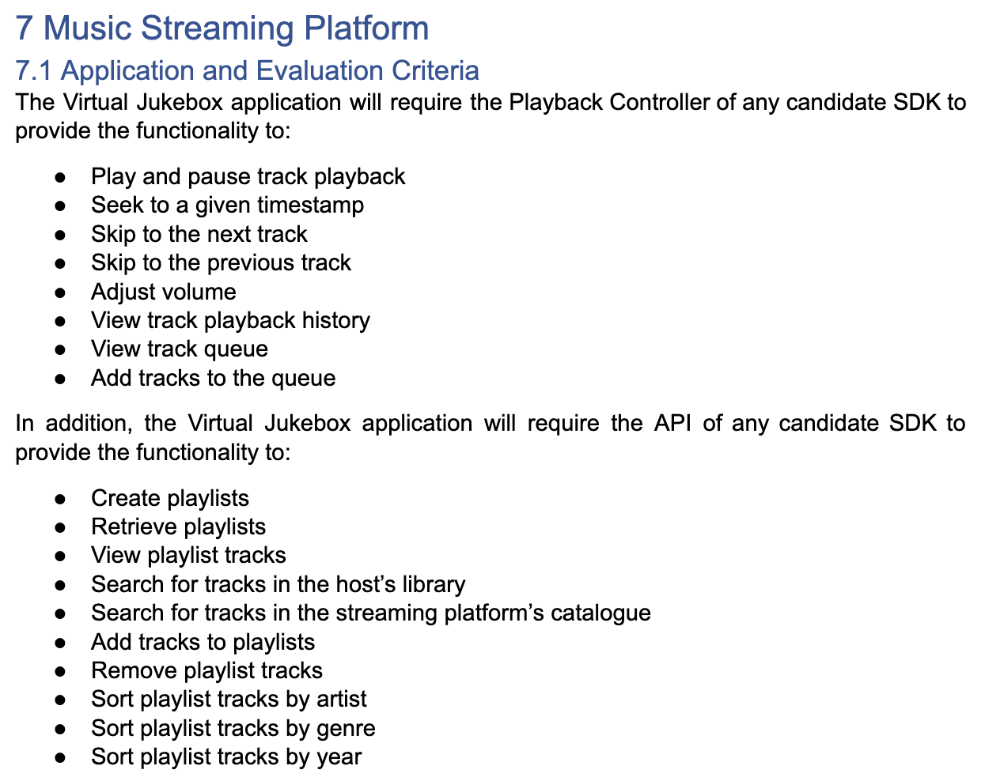 7 Music Streaming Platform
7.1 Application and Evaluation Criteria
The Virtual Jukebox application will require the Playback Controller of any candidate SDK to
provide the functionality to:
● Play and pause track playback
● Seek to a given timestamp
● Skip to the next track
● Skip to the previous track
● Adjust volume
● View track playback history
● View track queue
● Add tracks to the queue
In addition, the Virtual Jukebox application will require the API of any candidate SDK to
provide the functionality to:
● Create playlists
● Retrieve playlists
● View playlist tracks
● Search for tracks in the host’s library
● Search for tracks in the streaming platform’s catalogue
● Add tracks to playlists
● Remove playlist tracks
● Sort playlist tracks by artist
● Sort playlist tracks by genre
● Sort playlist tracks by year